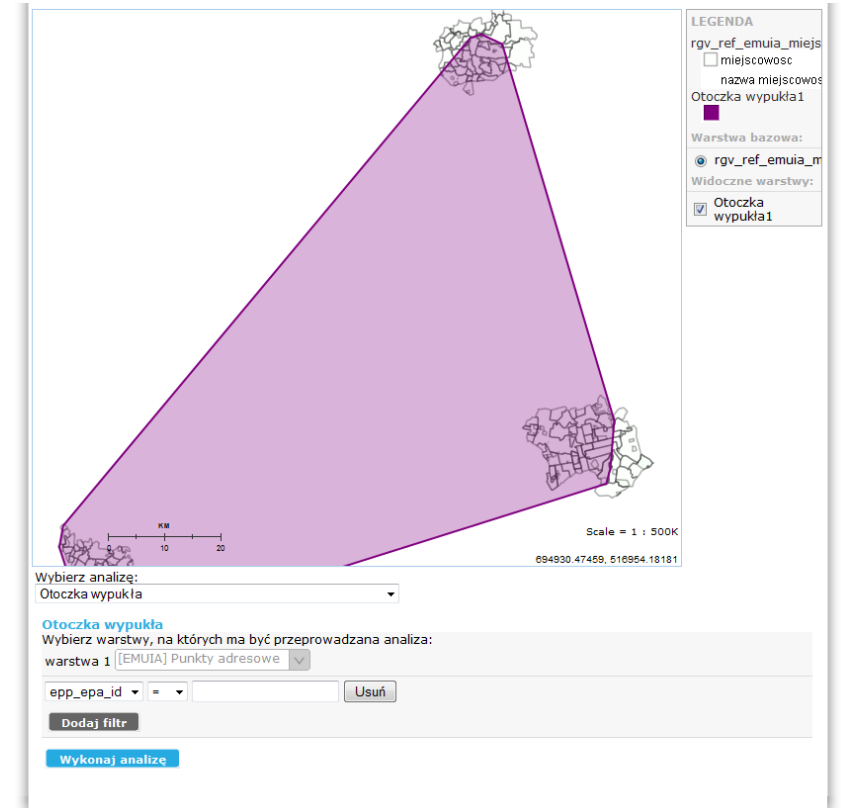 LEGENDA
rgv_ref_emuia_miejs
miejscowosc
nazwa miejscowos
Otoczka wypukła1
Warstwa bazowa:
rgv_ref_emuia_m
Widoczne warstwy:
Otoczka
wypukła1
KM
0 10 20
Scale = 1 : 500K
694930.47459, 516954.18181
Wybierz analizę:
Otoczka wypukła
Otoczka wypukła
Wybierz warstwy, na których ma być przeprowadzana analiza:
warstwa 1 [EMUIA] Punkty adresowe
epp_epa_id = Usuń
Dodaj filtr
Wykonaj analizę